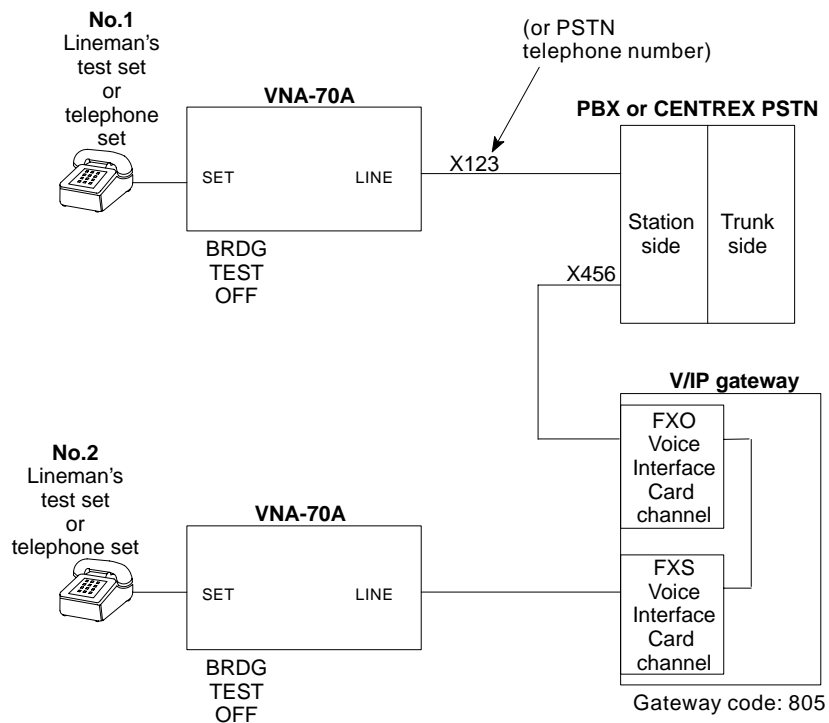 No.1
Lineman's
test set
or
telephone
set
VNA-70A
SET
LINE
BRDG
TEST
OFF
(or PSTN
telephone number)
X123
PBX or CENTREX PSTN
Station
side
Trunk
side
X456
V/IP gateway
FXO
Voice
Interface
Card
channel
No.2
Lineman's
test set
or
telephone set
VNA-70A
SET
LINE
BRDG
TEST
OFF
FXS
Voice
Interface
Card
channel
Gateway code: 805